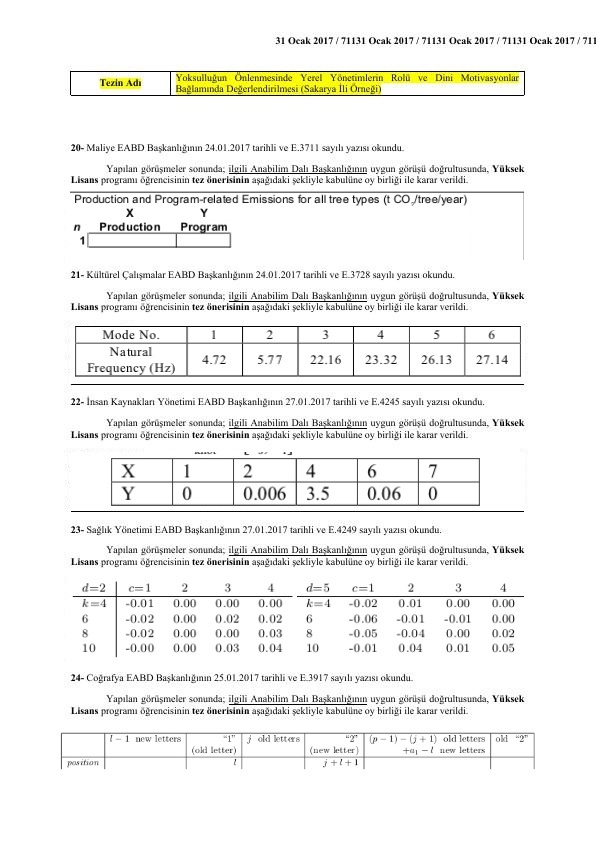 31 Ocak 2017 / 71131 Ocak 2017 / 71131 Ocak 2017 / 71131 Ocak 2017 / 711
Tezin Adı
Yoksulluğun Önlenmesinde Yerel Yönetimlerin Rolü ve Dini Motivasyonlar
Bağlamında Değerlendirilmesi (Sakarya İli Örneği)
20- Maliye EABD Başkanlığının 24.01.2017 tarihli ve E.3711 sayılı yazısı okundu.
Yapılan görüşmeler sonunda; ilgili Anabilim Dalı Başkanlığının uygun görüşü doğrultusunda, Yüksek
Lisans programı öğrencisinin tez önerisinin aşağıdaki şekliyle kabulüne oy birliği ile karar verildi.
Production and Program-related Emissions for all tree types (t CO2/tree/year)
X Y
n Production Program
1
21- Kültürel Çalışmalar EABD Başkanlığının 24.01.2017 tarihli ve E.3728 sayılı yazısı okundu.
Yapılan görüşmeler sonunda; ilgili Anabilim Dalı Başkanlığının uygun görüşü doğrultusunda, Yüksek
Lisans programı öğrencisinin tez önerisinin aşağıdaki şekliyle kabulüne oy birliği ile karar verildi.
Mode No. 1 2 3 4 5 6
Natural
Frequency (Hz) 4.72 5.77 22.16 23.32 26.13 27.14
22- İnsan Kaynakları Yönetimi EABD Başkanlığının 27.01.2017 tarihli ve E.4245 sayılı yazısı okundu.
Yapılan görüşmeler sonunda; ilgili Anabilim Dalı Başkanlığının uygun görüşü doğrultusunda, Yüksek
Lisans programı öğrencisinin tez önerisinin aşağıdaki şekliyle kabulüne oy birliği ile karar verildi.
X 1 2 4 6 7
Y 0 0.006 3.5 0.06 0
23- Sağlık Yönetimi EABD Başkanlığının 27.01.2017 tarihli ve E.4249 sayılı yazısı okundu.
Yapılan görüşmeler sonunda; ilgili Anabilim Dalı Başkanlığının uygun görüşü doğrultusunda, Yüksek
Lisans programı öğrencisinin tez önerisinin aşağıdaki şekliyle kabulüne oy birliği ile karar verildi.
d=2 c=1 2 3 4 d=5 c=1 2 3 4
k=4 -0.01 0.00 0.00 0.00 k=4 -0.02 0.01 0.00 0.00
6 -0.02 0.00 0.02 0.02 6 -0.06 -0.01 -0.01 0.00
8 -0.02 0.00 0.00 0.03 8 -0.05 -0.04 0.00 0.02
10 -0.00 0.00 0.03 0.04 10 -0.01 0.04 0.01 0.05
24- Coğrafya EABD Başkanlığının 25.01.2017 tarihli ve E.3917 sayılı yazısı okundu.
Yapılan görüşmeler sonunda; ilgili Anabilim Dalı Başkanlığının uygun görüşü doğrultusunda, Yüksek
Lisans programı öğrencisinin tez önerisinin aşağıdaki şekliyle kabulüne oy birliği ile karar verildi.
l − 1 new letters "1" j old letters "2" (p − 1) − (j + 1) old letters old "2"
(old letter) (new letter) +a₁ − l new letters
position l j + l + 1